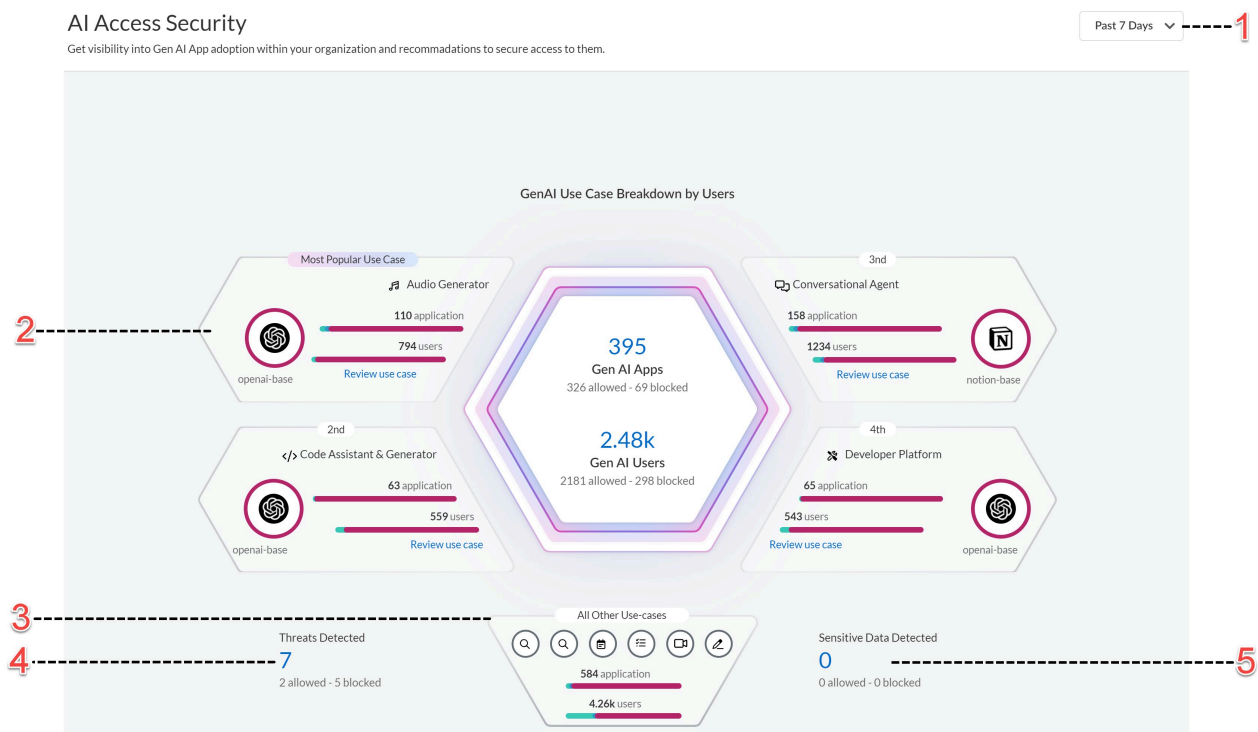 AI Access Security
Past 7 Days
1
Get visibility into Gen AI App adoption within your organization and recommadations to secure access to them.
GenAI Use Case Breakdown by Users
Most Popular Use Case
Audio Generator
110 application
794 users
openai-base
Review use case
2
3nd
Conversational Agent
158 application
1234 users
N
Review use case
notion-base
395
Gen AI Apps
326 allowed - 69 blocked
2.48k
Gen AI Users
2181 allowed - 298 blocked
2nd
</> Code Assistant & Generator
63 application
559 users
openai-base
Review use case
4th
Developer Platform
65 application
543 users
Review use case
openai-base
3
All Other Use-cases
584 application
4.26k users
4
Threats Detected
7
2 allowed - 5 blocked
Sensitive Data Detected
0
0 allowed - 0 blocked
5